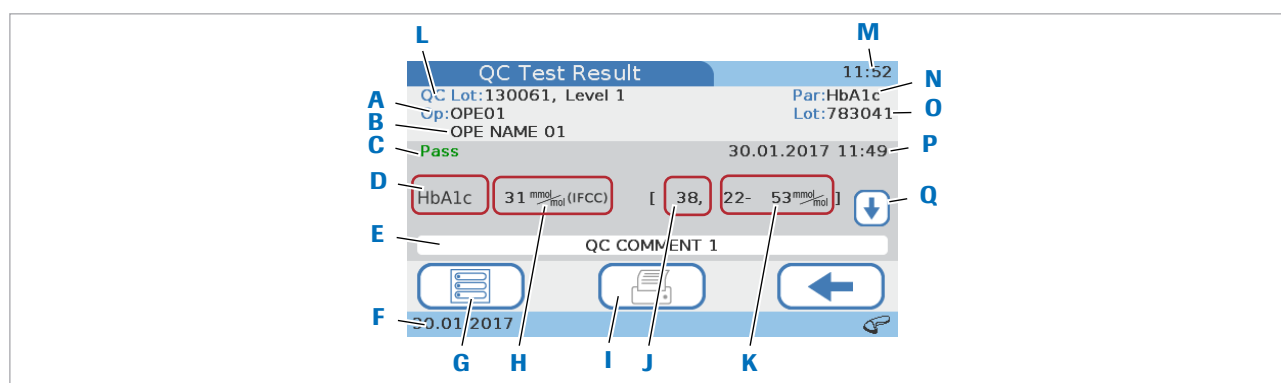 L
M
QC Test Result
11:52
N
QC Lot:130061, Level 1
Par:HbA1c
A
Op:OPE01
Lot:783041
O
B
OPE NAME 01
C
Pass
30.01.2017 11:49
P
D
HbA1c
31 mmol/mol (IFCC)
[ 38, 22- 53 mmol/mol ]
Q
E
QC COMMENT 1
F
30.01.2017
G
H
I
J
K